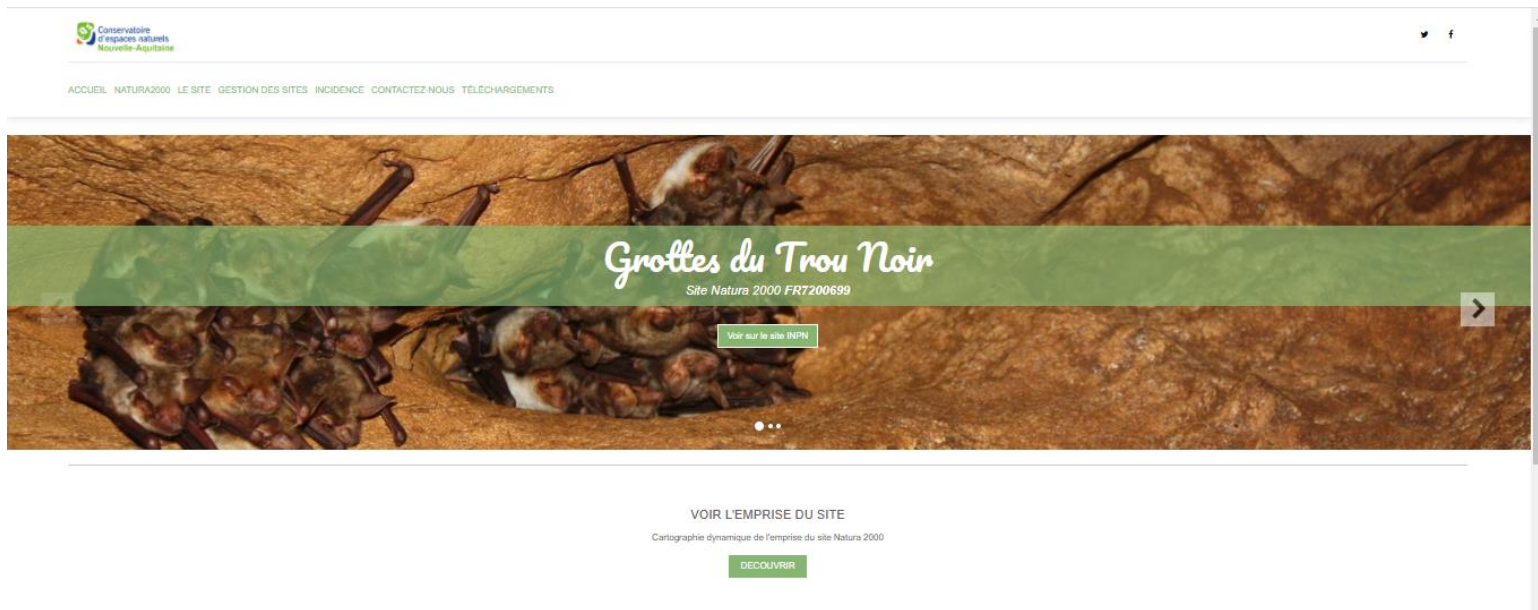 Conservatoire
d'espaces naturels
Nouvelle-Aquitaine
ACCUEIL NATURA2000 LE SITE GESTION DES SITES INCIDENCE CONTACTEZ-NOUS TÉLÉCHARGEMENTS
Grottes du Trou Noir
Site Natura 2000 FR7200699
Voir sur le site INPN
VOIR L'EMPRISE DU SITE
Cartographie dynamique de l'emprise du site Natura 2000
DECOUVRIR